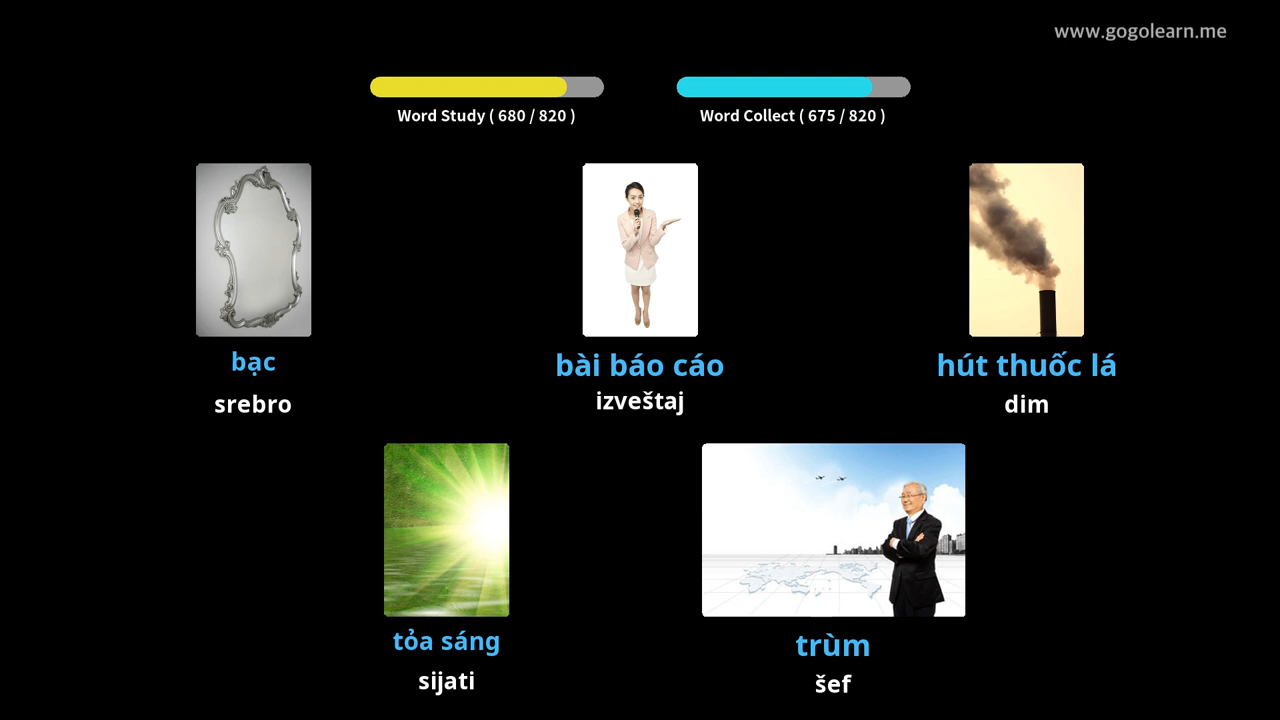 www.gogolearn.me
Word Study ( 680 / 820 )
Word Collect ( 675 / 820 )
bạc
srebro
bài báo cáo
izveštaj
hút thuốc lá
dim
tỏa sáng
sijati
trùm
šef